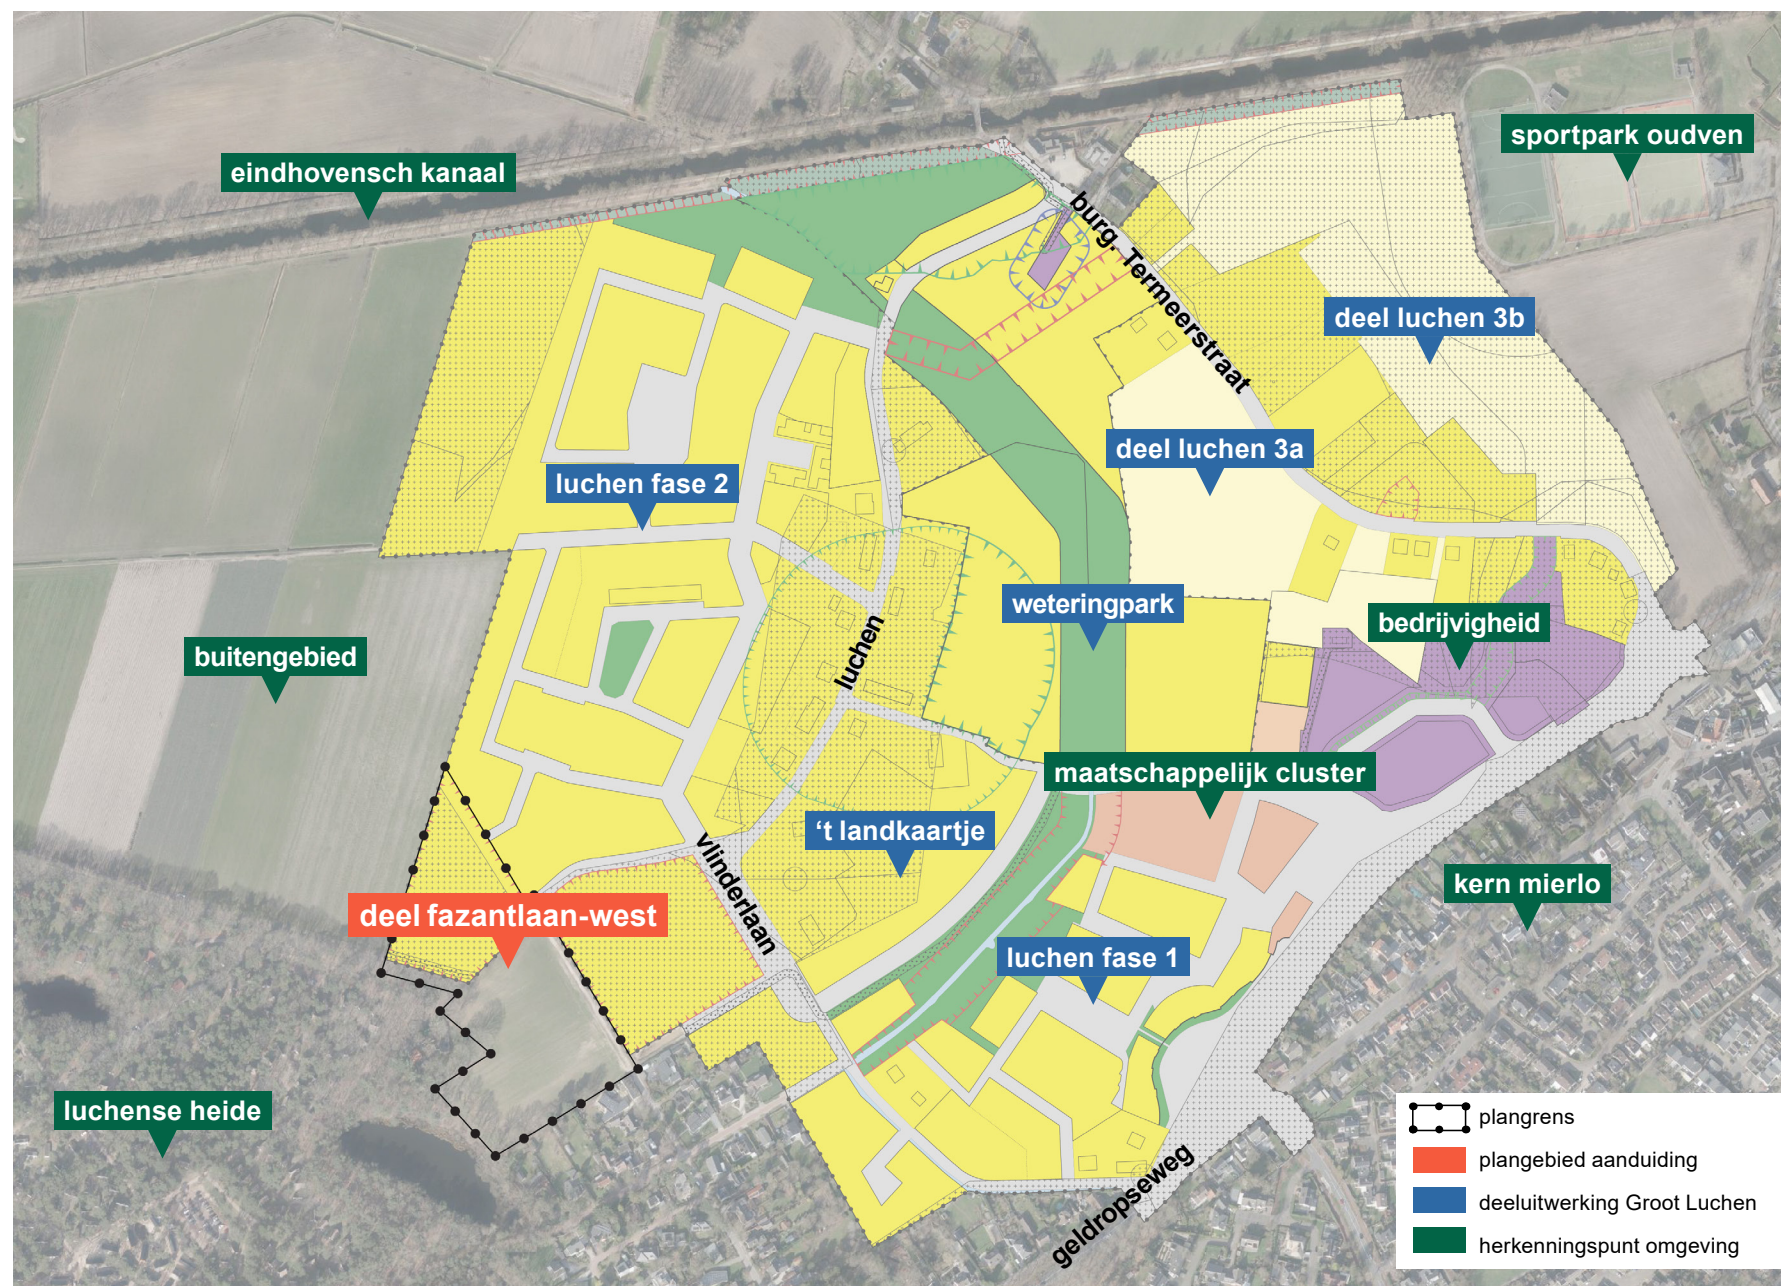 sportpark oudven
eindhovensch kanaal
burg. Termeerstraat
deel luchen 3b
deel luchen 3a
luchen fase 2
weteringpark
bedrijvigheid
luchen
buitengebied
maatschappelijk cluster
‘t landkaartje
vlinderlaan
kern mierlo
deel fazantlaan-west
luchen fase 1
luchense heide
geldropseweg
plangrens
plangebied aanduiding
deeluitwerking Groot Luchen
herkenningspunt omgeving